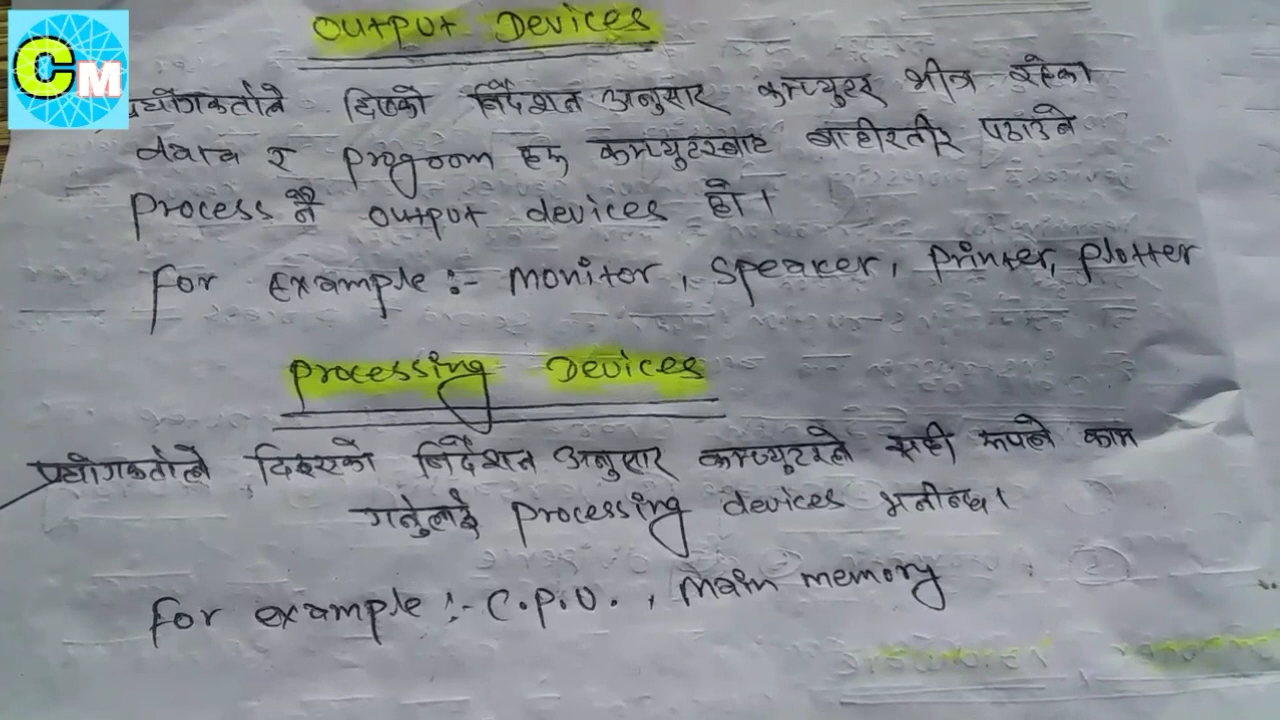 CM
Output Devices
प्रयोगकर्ताले दिएको निर्देशन अनुसार कम्प्युटर भीत्र रहेका
data र progoom हरू कम्प्युटरबाट बाहीरतीर पठाउने
process नै output devices हो।
for example :- monitor, speaker, printer, plotter
Processing Devices
प्रयोगकर्ताले दिइएको निर्देशन अनुसार कम्प्युटरले सही रूपले काम
गर्नुलाई processing devices भनीन्छ।
for example :- C.P.U., main memory